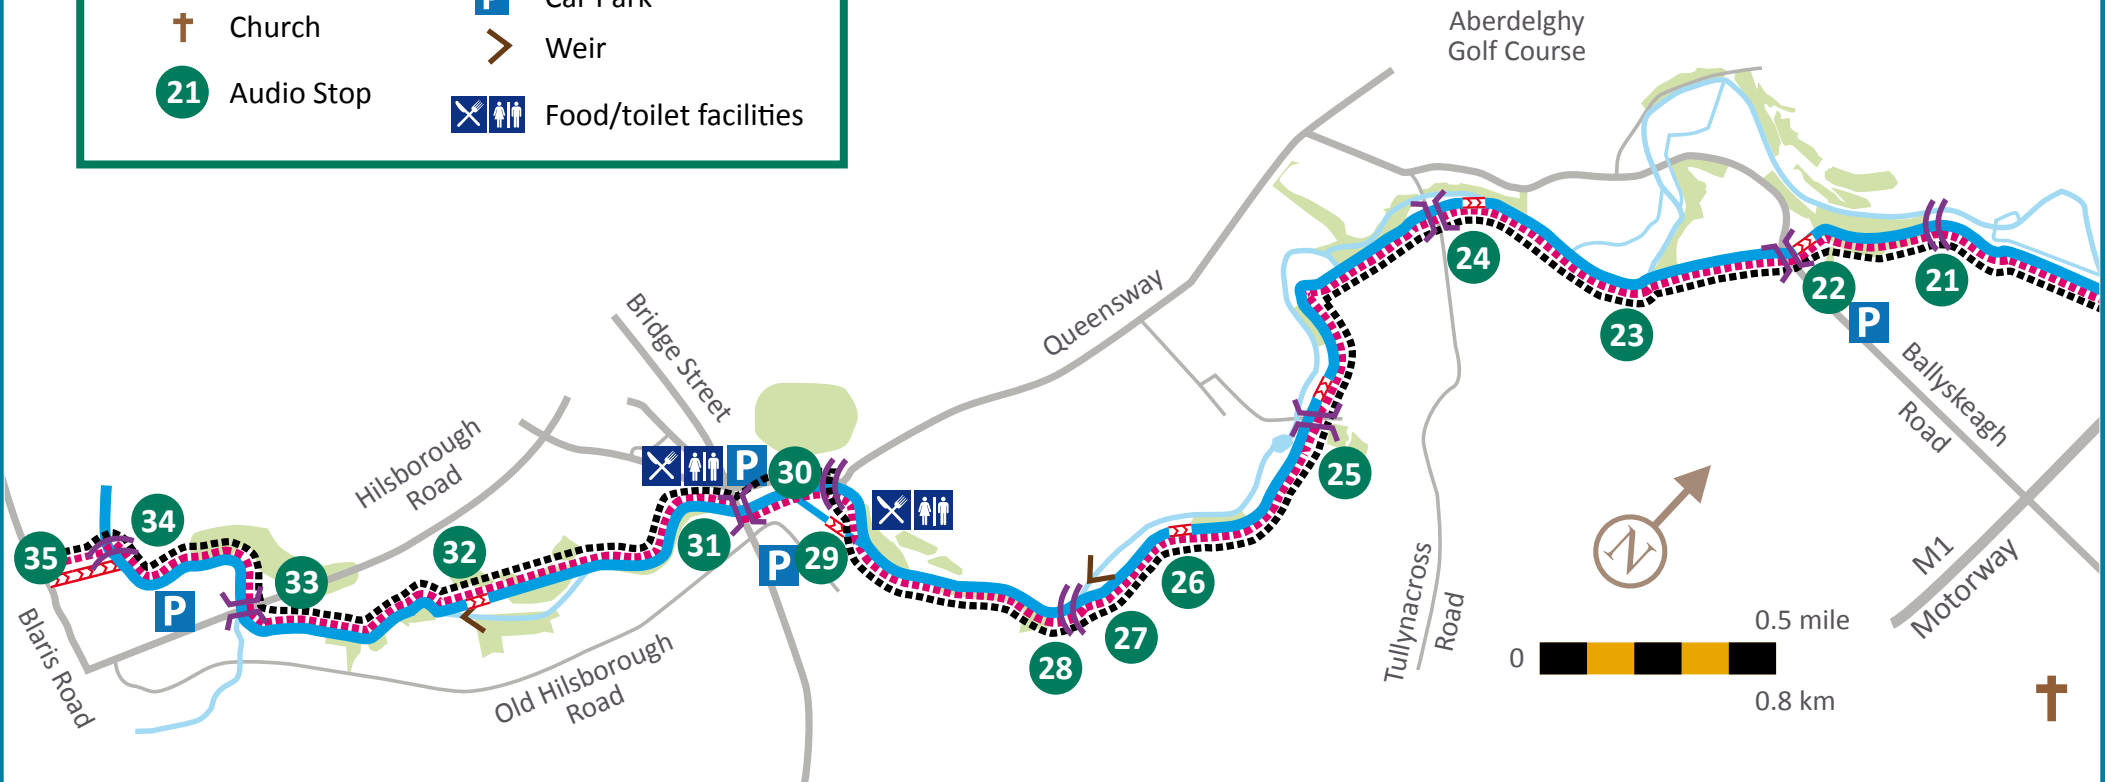 Car Park
Church
Weir
21
Audio Stop
Food/toilet facilities
Aberdelghy
Golf Course
Queensway
Bridge Street
Hilsborough
Road
Old Hilsborough
Road
Blaris Road
Tullynacross
Road
Ballyskeagh
Road
M1
Motorway
N
P
P
P
P
21
22
23
24
25
26
27
28
29
30
31
32
33
34
35
0
0.5 mile
0.8 km
P